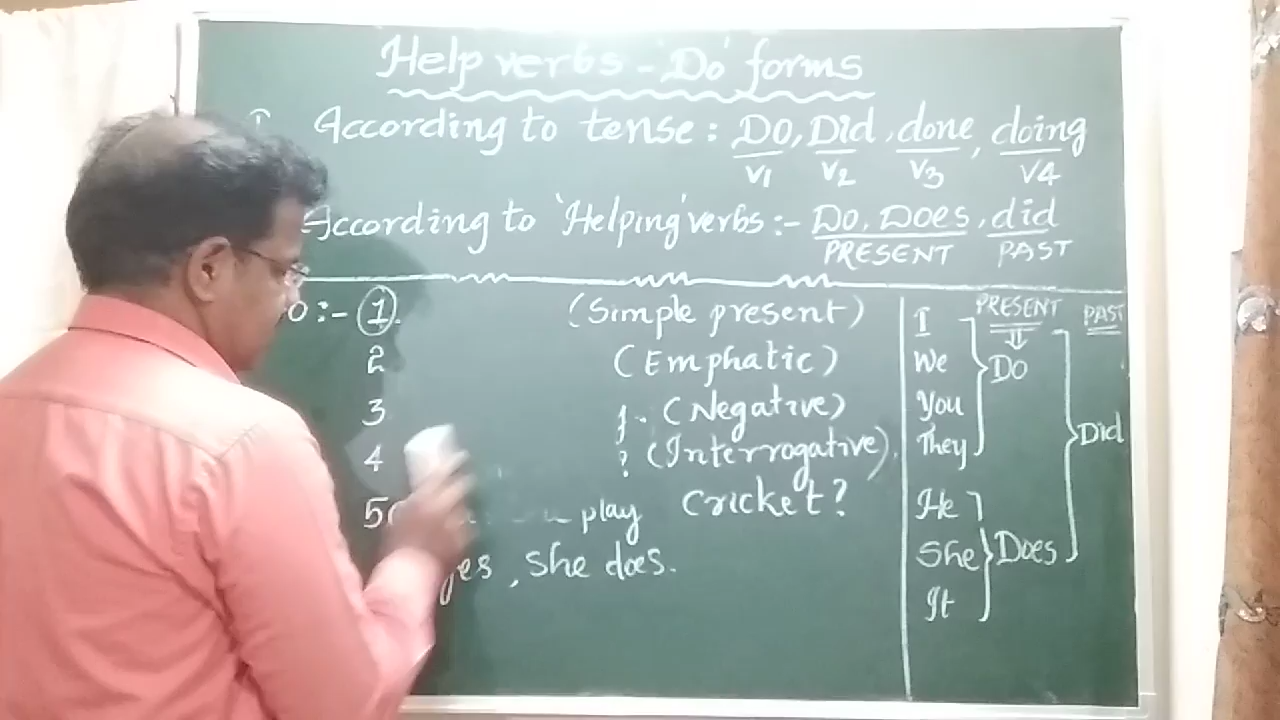 Help verbs - 'Do' forms
I According to tense : DO, Did, done, doing
V1 V2 V3 V4
According to 'Helping' verbs :- Do, Does, did
PRESENT PAST
:- 1. (Simple present)
2 (Emphatic)
3 (Negative)
4 ? (Interrogative).
5 play Cricket?
yes, she does.
PRESENT PAST
I
We Do
You
They Did
He
She Does
It